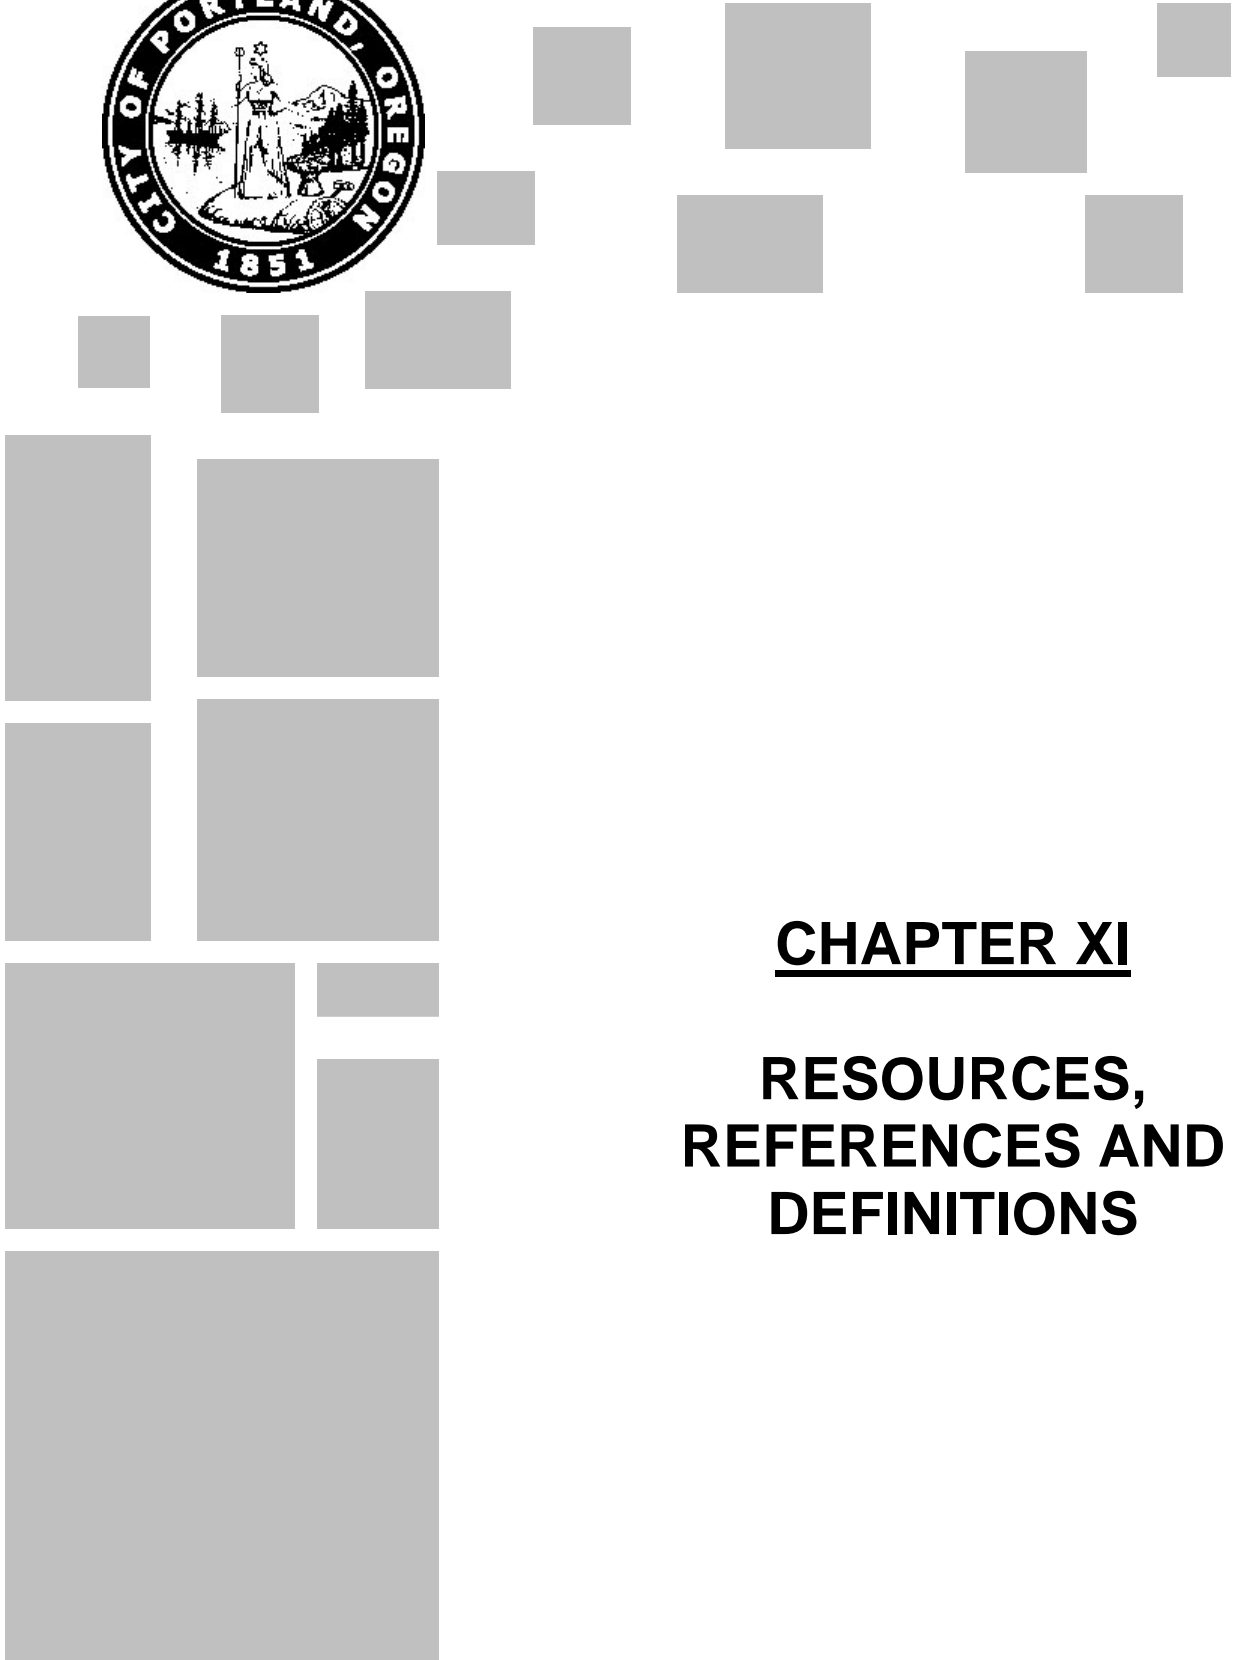 CITY OF PORTLAND, OREGON
1851
CHAPTER XI
RESOURCES,
REFERENCES AND
DEFINITIONS